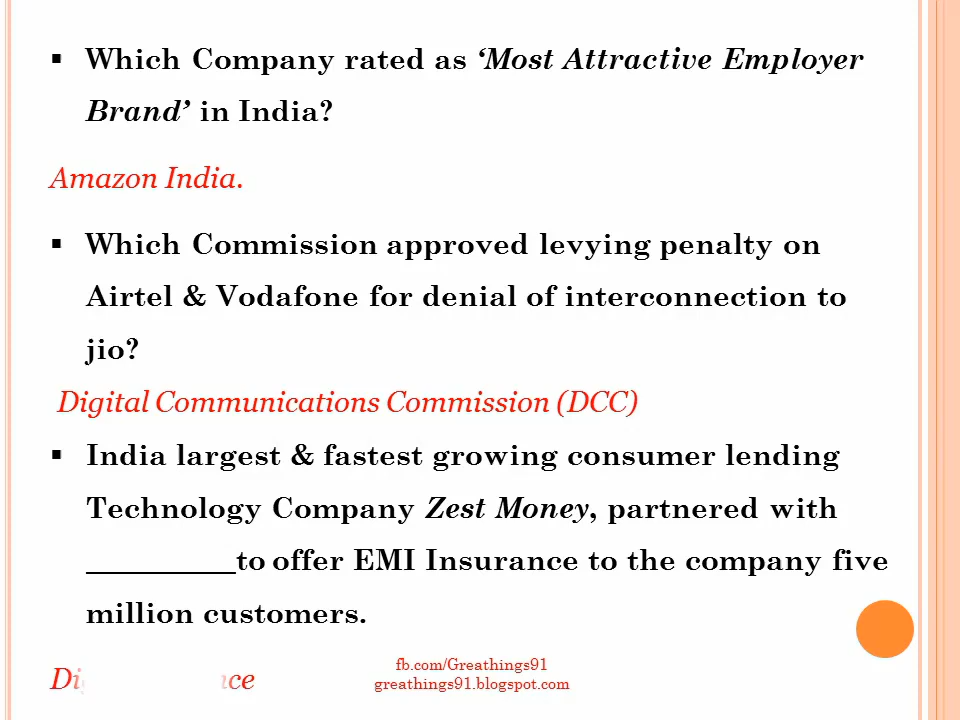 ▪ Which Company rated as ‘Most Attractive Employer
Brand’ in India?
Amazon India.
▪ Which Commission approved levying penalty on
Airtel & Vodafone for denial of interconnection to
jio?
Digital Communications Commission (DCC)
▪ India largest & fastest growing consumer lending
Technology Company Zest Money, partnered with
__________to offer EMI Insurance to the company five
million customers.
fb.com/Greathings91
greathings91.blogspot.com